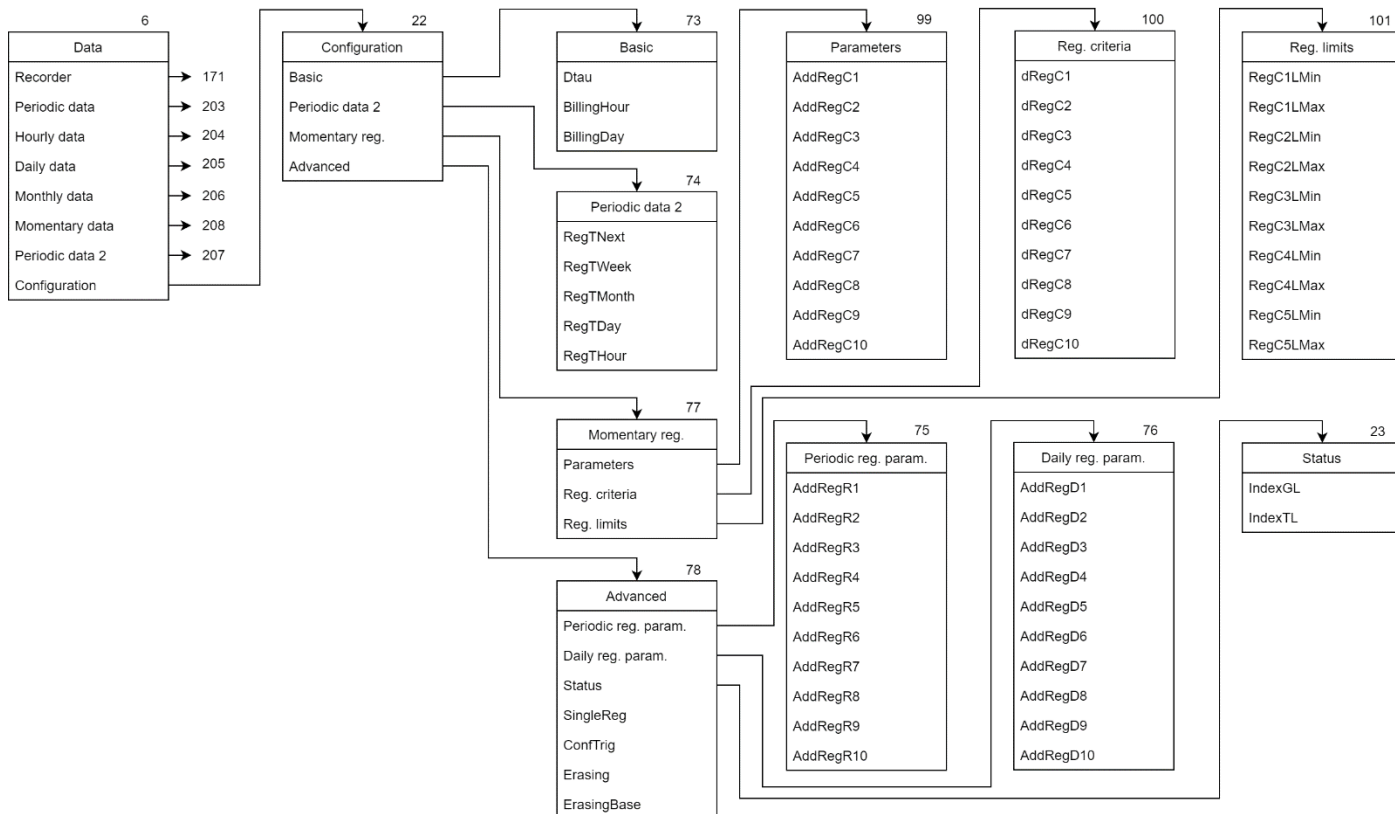 6
Data
Recorder
171
Periodic data
203
Hourly data
204
Daily data
205
Monthly data
206
Momentary data
208
Periodic data 2
207
Configuration
22
Configuration
Basic
Periodic data 2
Momentary reg.
Advanced
73
Basic
Dtau
BillingHour
BillingDay
74
Periodic data 2
RegTNext
RegTWeek
RegTMonth
RegTDay
RegTHour
77
Momentary reg.
Parameters
Reg. criteria
Reg. limits
78
Advanced
Periodic reg. param.
Daily reg. param.
Status
SingleReg
ConfTrig
Erasing
ErasingBase
99
Parameters
AddRegC1
AddRegC2
AddRegC3
AddRegC4
AddRegC5
AddRegC6
AddRegC7
AddRegC8
AddRegC9
AddRegC10
100
Reg. criteria
dRegC1
dRegC2
dRegC3
dRegC4
dRegC5
dRegC6
dRegC7
dRegC8
dRegC9
dRegC10
101
Reg. limits
RegC1LMin
RegC1LMax
RegC2LMin
RegC2LMax
RegC3LMin
RegC3LMax
RegC4LMin
RegC4LMax
RegC5LMin
RegC5LMax
75
Periodic reg. param.
AddRegR1
AddRegR2
AddRegR3
AddRegR4
AddRegR5
AddRegR6
AddRegR7
AddRegR8
AddRegR9
AddRegR10
76
Daily reg. param.
AddRegD1
AddRegD2
AddRegD3
AddRegD4
AddRegD5
AddRegD6
AddRegD7
AddRegD8
AddRegD9
AddRegD10
23
Status
IndexGL
IndexTL